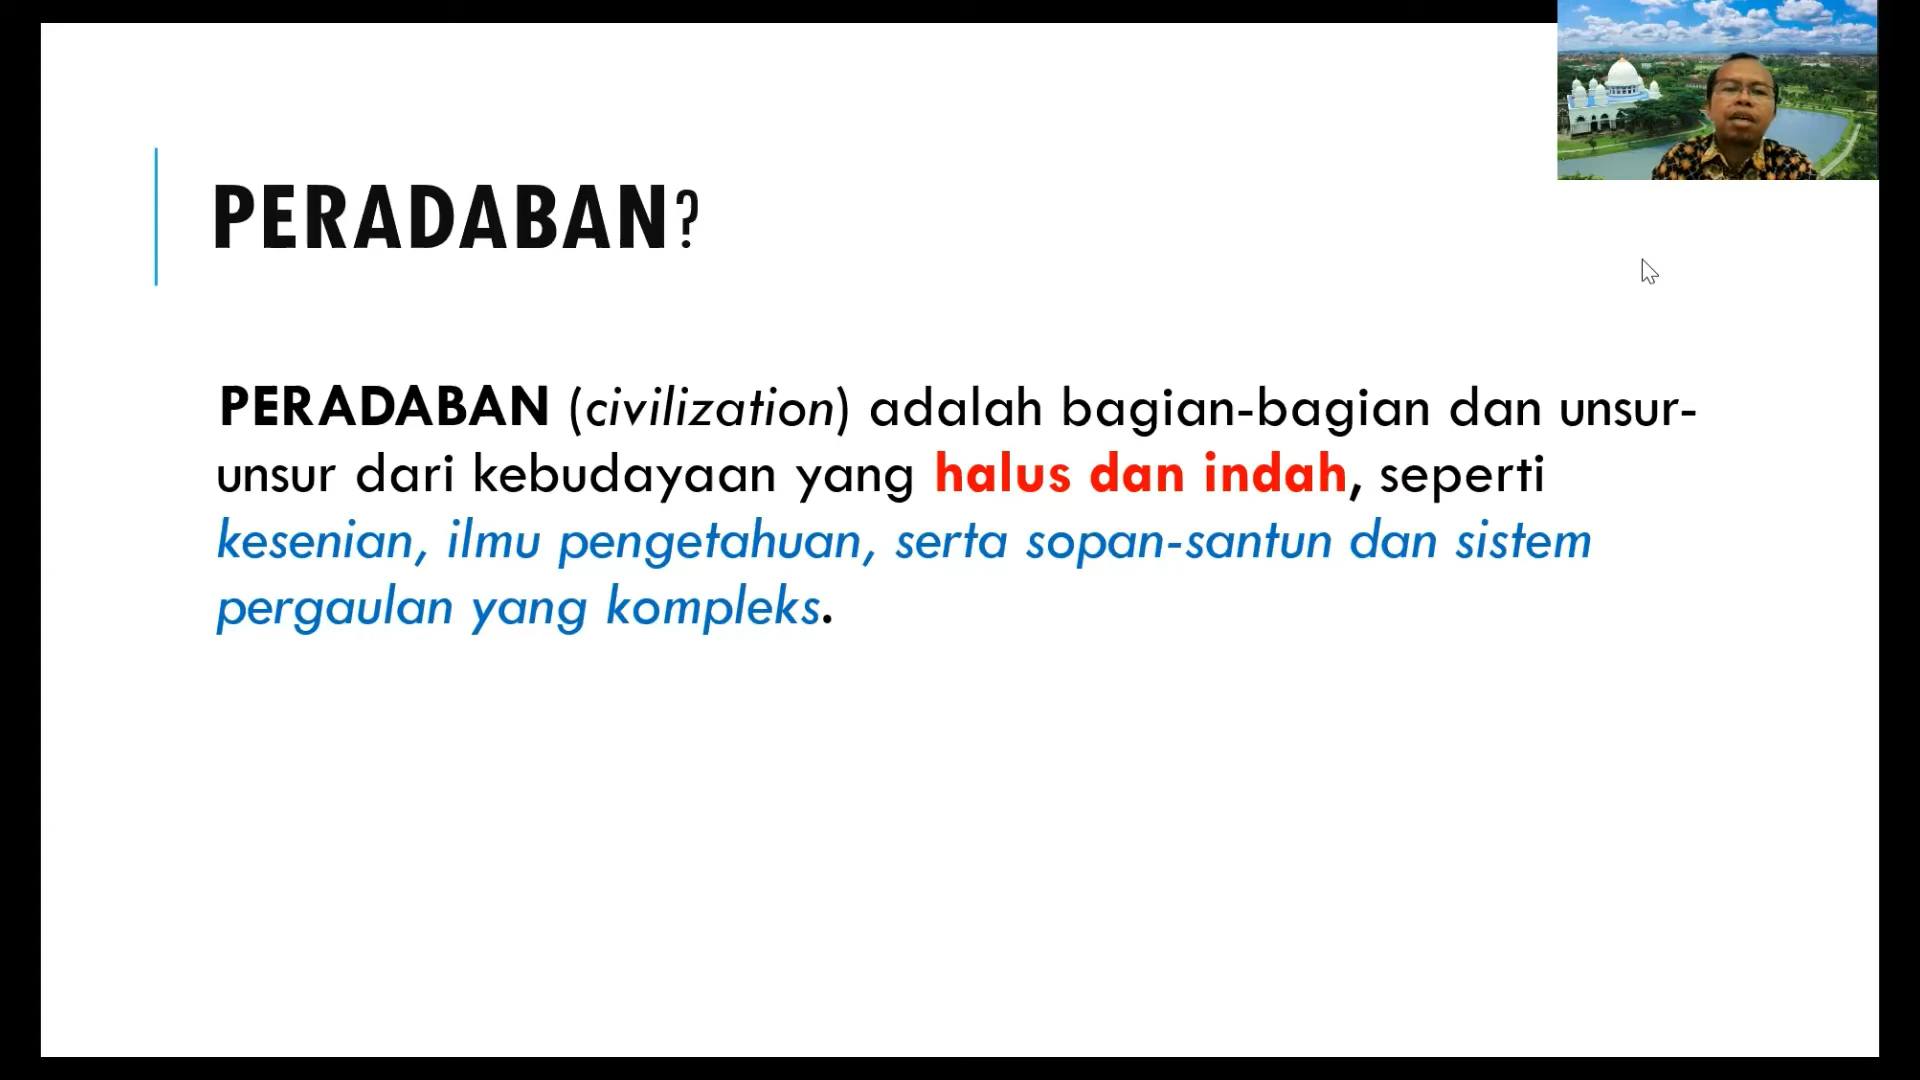 PERADABAN?
PERADABAN (civilization) adalah bagian-bagian dan unsur-
unsur dari kebudayaan yang halus dan indah, seperti
kesenian, ilmu pengetahuan, serta sopan-santun dan sistem
pergaulan yang kompleks.